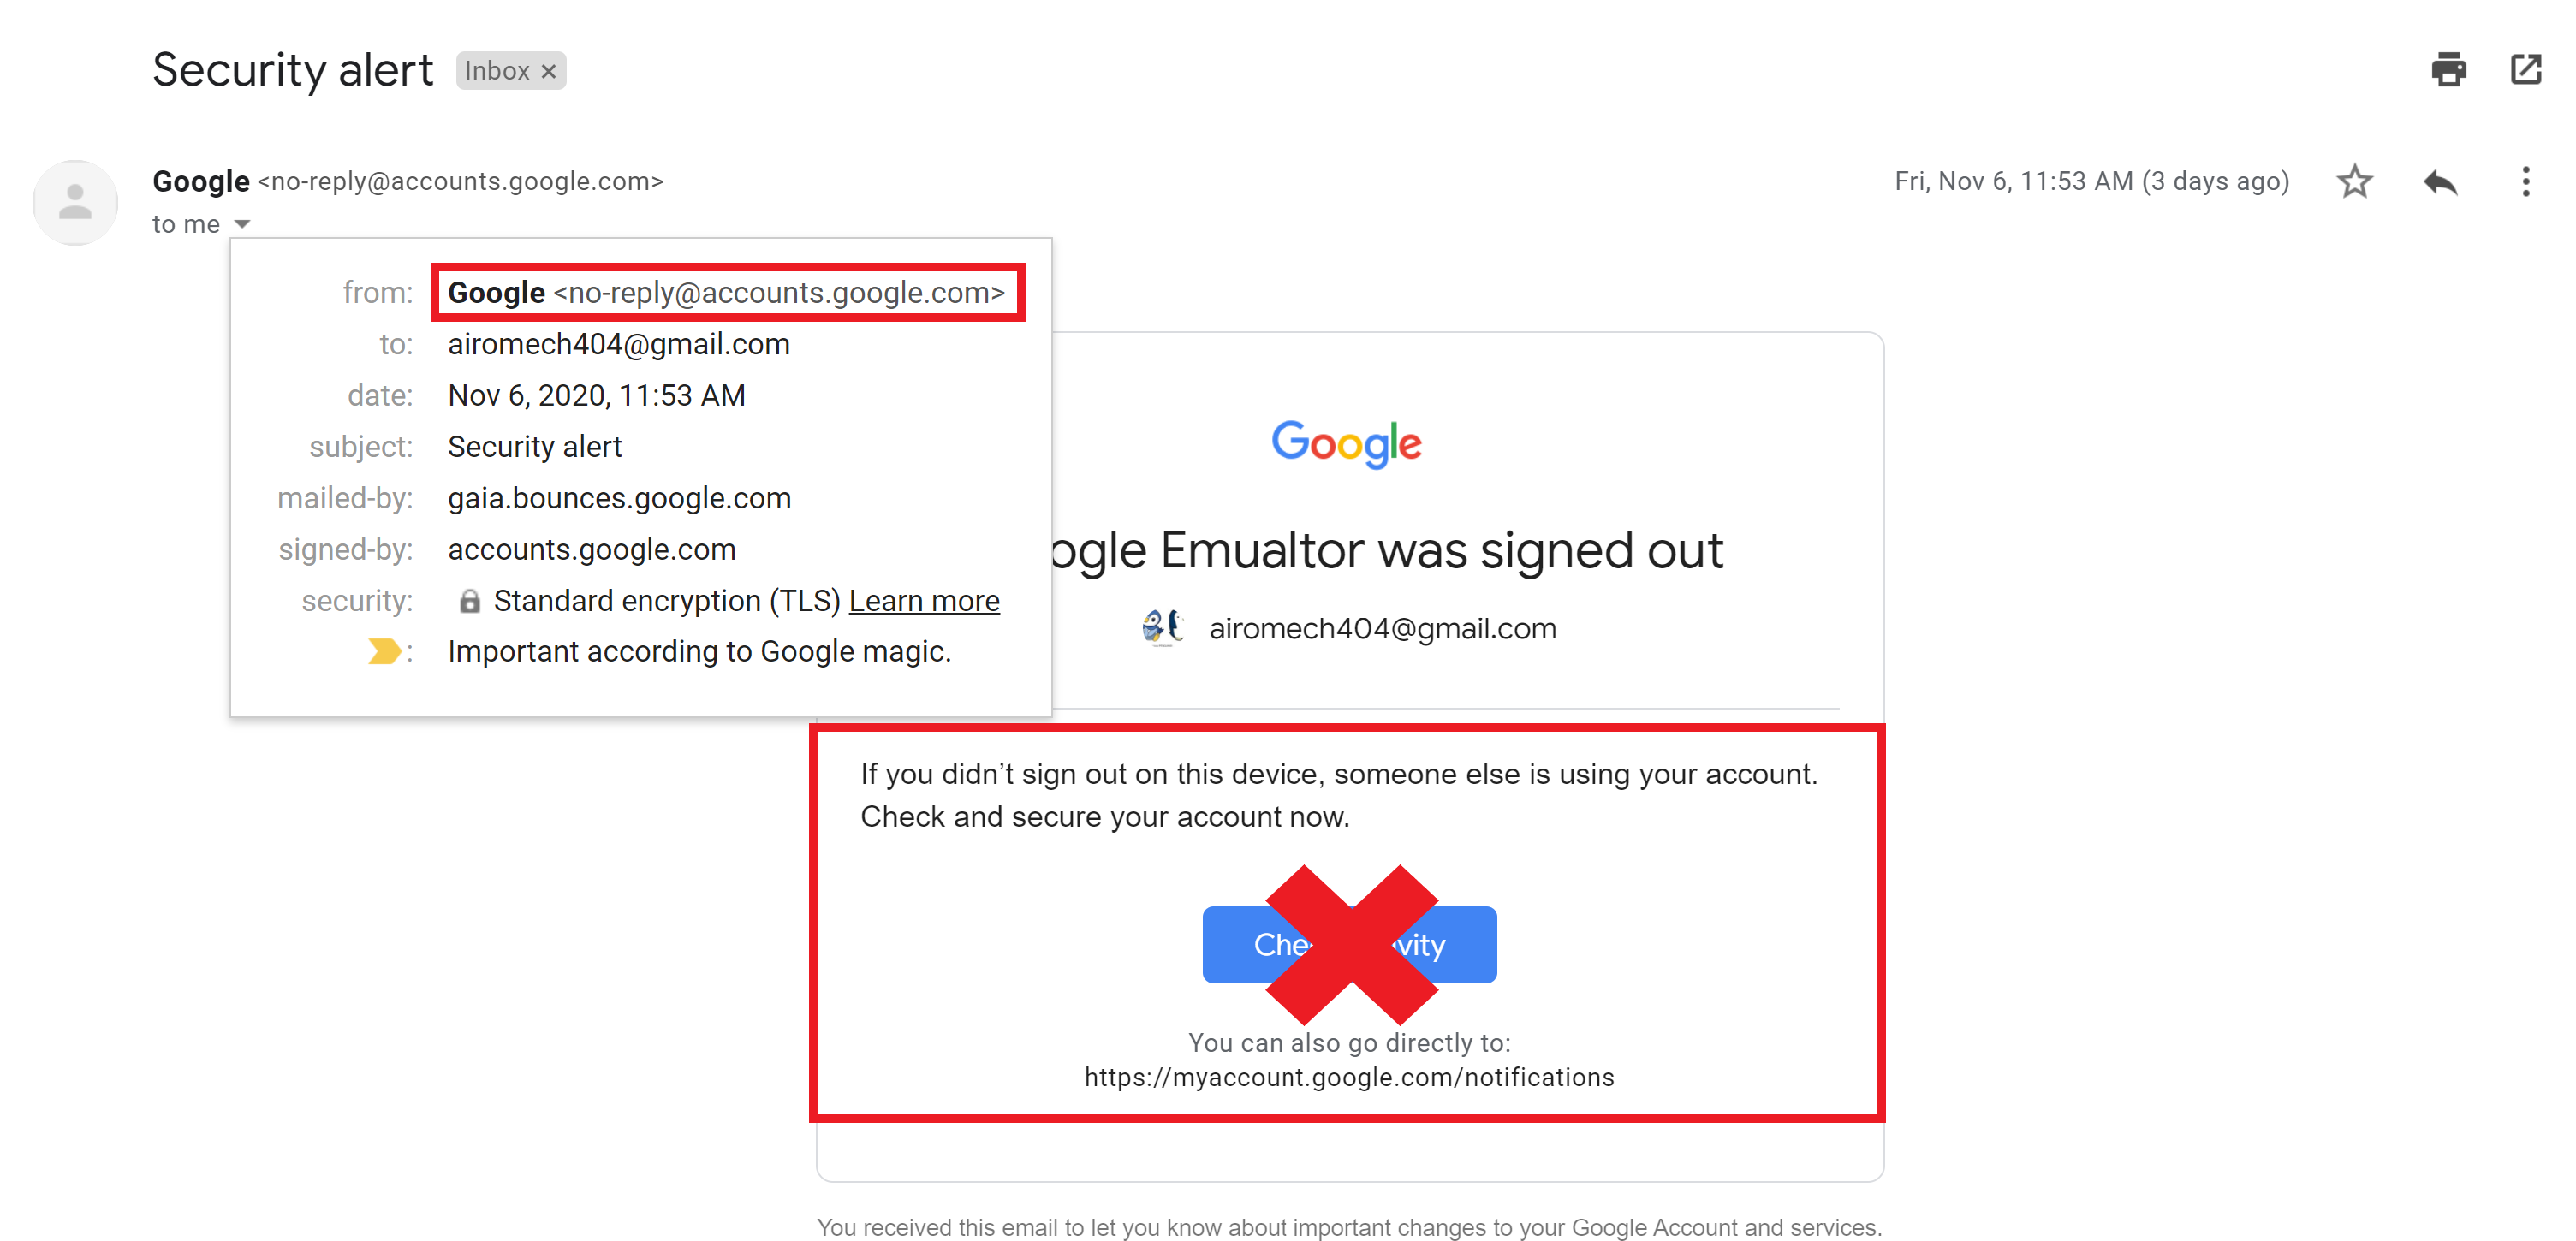 Security alert Inbox ×
Google <no-reply@accounts.google.com>
Fri, Nov 6, 11:53 AM (3 days ago)
to me
from: Google <no-reply@accounts.google.com>
to: airomech404@gmail.com
date: Nov 6, 2020, 11:53 AM
subject: Security alert
mailed-by: gaia.bounces.google.com
signed-by: accounts.google.com
security: Standard encryption (TLS) Learn more
: Important according to Google magic.
Google
ogle Emualtor was signed out
airomech404@gmail.com
If you didn’t sign out on this device, someone else is using your account.
Check and secure your account now.
You can also go directly to:
https://myaccount.google.com/notifications
You received this email to let you know about important changes to your Google Account and services.